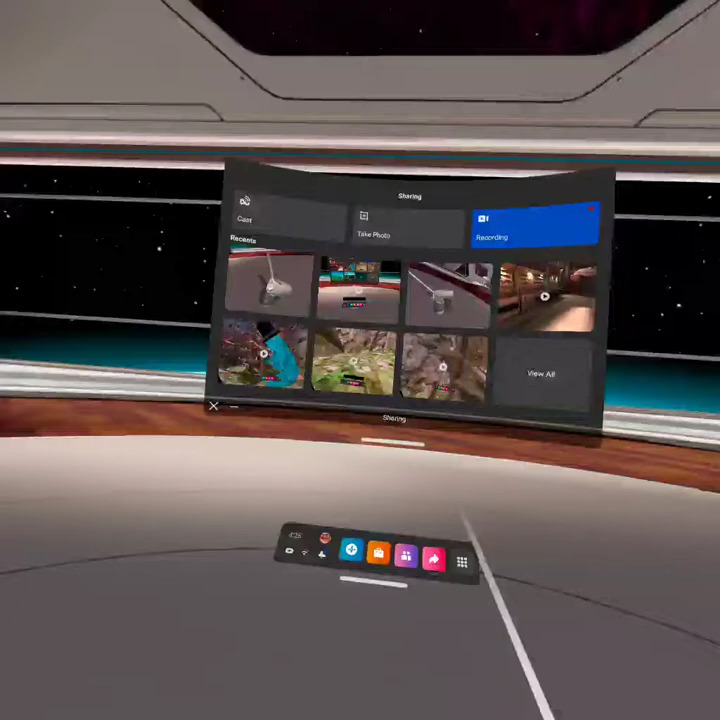 Sharing
Cast
Take Photo
Recording
Recents
View All
Sharing